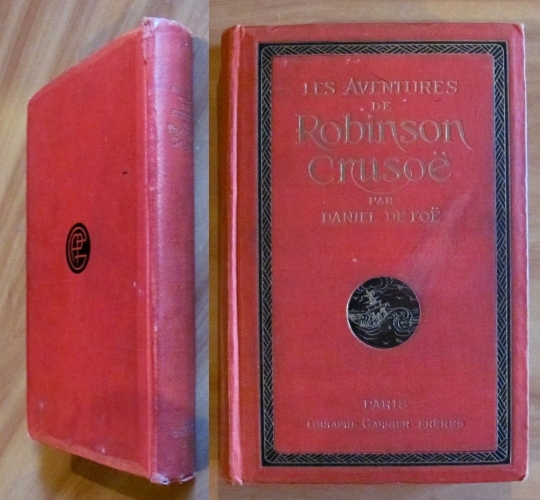 LES AVENTURES
DE
Robinson
Crusoë
PAR
DANIEL DE FOË
PARIS
LIBRAIRIE GARNIER FRÈRES